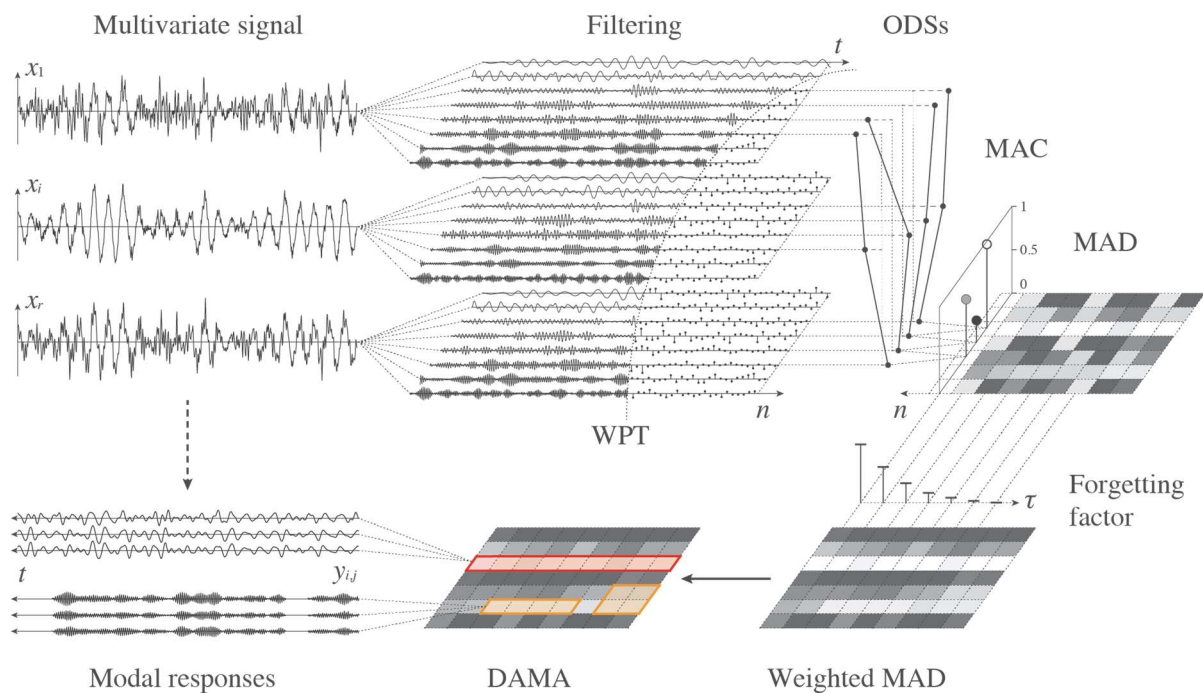 Multivariate signal
Filtering
ODSs
t
x1
MAC
xi
1
MAD
0.5
0
xr
n
n
WPT
τ
Forgetting
factor
t
yi,j
Modal responses
DAMA
Weighted MAD